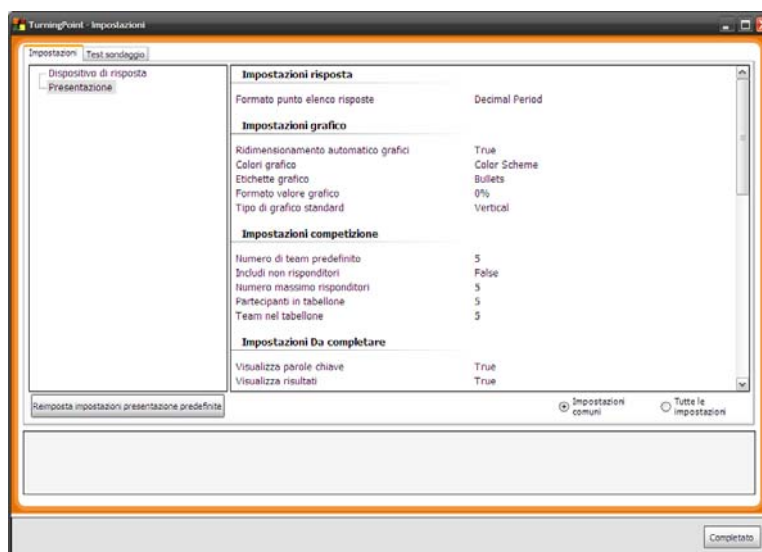 TurningPoint - Impostazioni
Impostazioni Test sondaggio
Dispositivo di risposta
Presentazione
Impostazioni risposta
Formato punto elenco risposte Decimal Period
Impostazioni grafico
Ridimensionamento automatico grafici True
Colori grafico Color Scheme
Etichette grafico Bullets
Formato valore grafico 0%
Tipo di grafico standard Vertical
Impostazioni competizione
Numero di team predefinito 5
Includi non risponditori False
Numero massimo risponditori 5
Partecipanti in tabellone 5
Team nel tabellone 5
Impostazioni Da completare
Visualizza parole chiave True
Visualizza risultati True
Reimposta impostazioni presentazione predefinite
Impostazioni comuni
Tutte le impostazioni
Completato